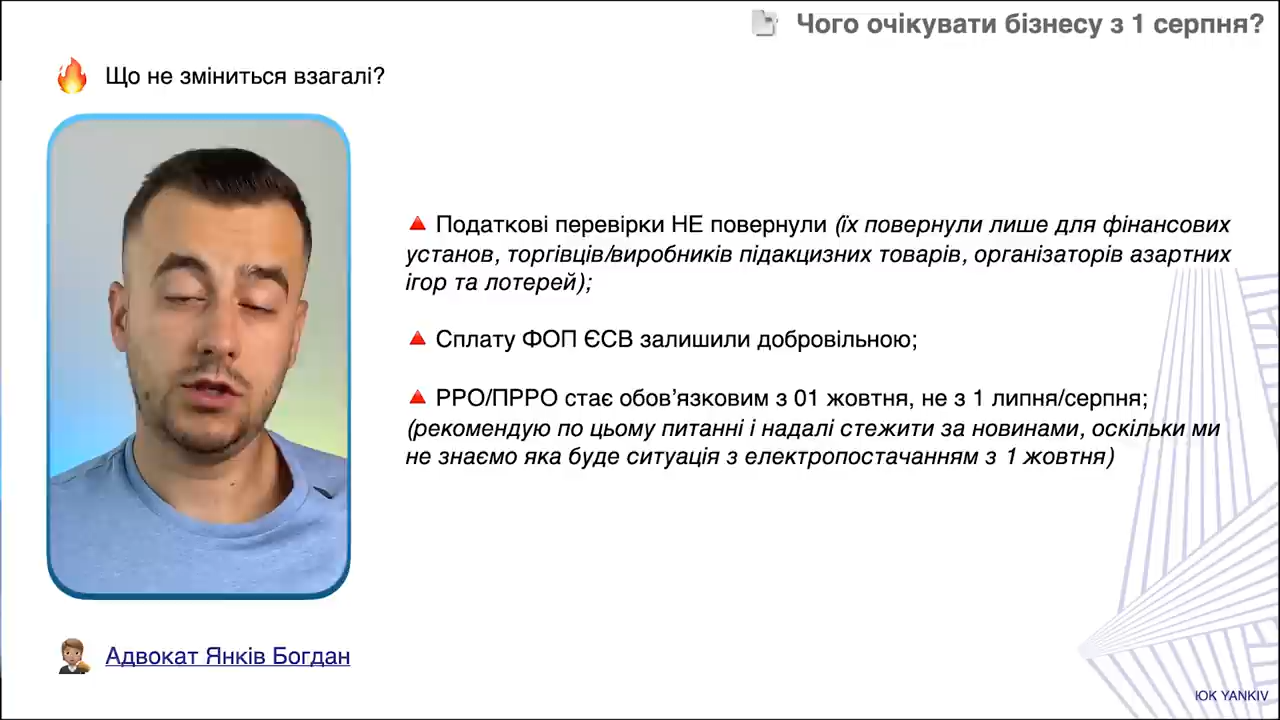 Чого очікувати бізнесу з 1 серпня?
Що не зміниться взагалі?
Податкові перевірки НЕ повернули (їх повернули лише для фінансових
установ, торгівців/виробників підакцизних товарів, організаторів азартних
ігор та лотерей);
Сплату ФОП ЄСВ залишили добровільною;
РРО/ПРРО стає обов’язковим з 01 жовтня, не з 1 липня/серпня;
(рекомендую по цьому питанні і надалі стежити за новинами, оскільки ми
не знаємо яка буде ситуація з електропостачанням з 1 жовтня)
Адвокат Янків Богдан
ЮК YANKIV